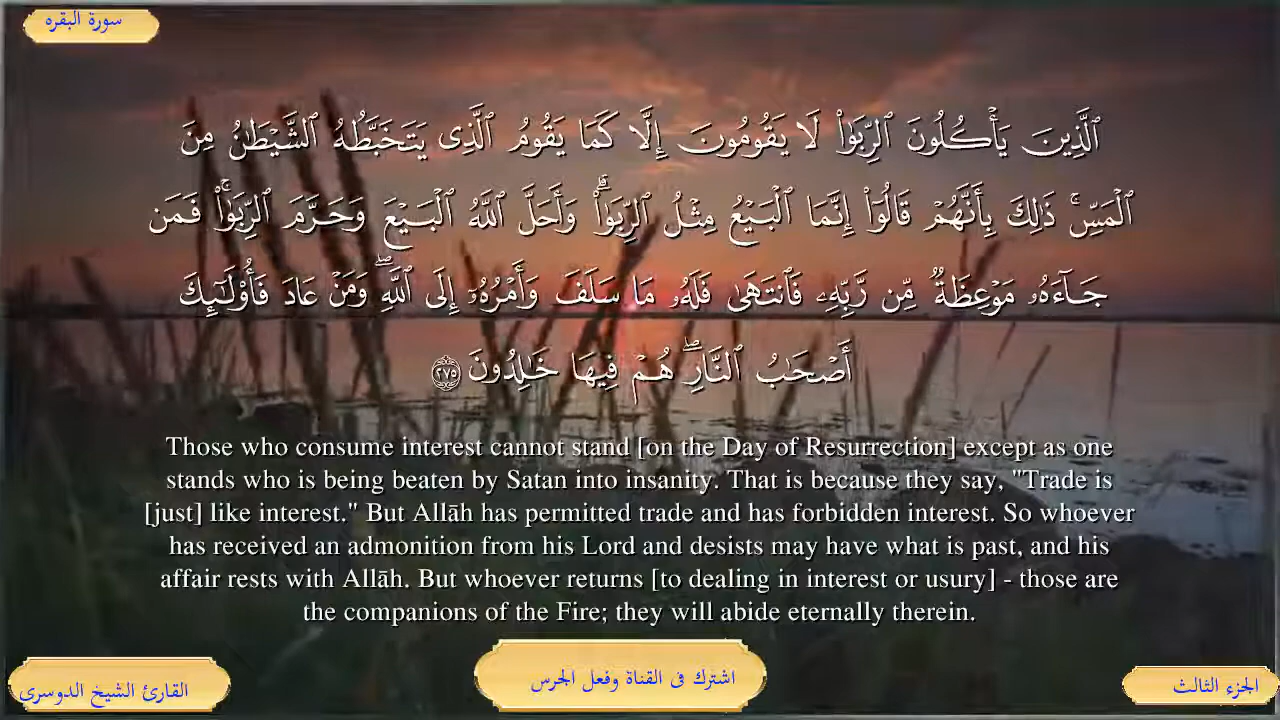 سورة البقره
ٱلَّذِينَ يَأْكُلُونَ ٱلرِّبَوٰا۟ لَا يَقُومُونَ إِلَّا كَمَا يَقُومُ ٱلَّذِى يَتَخَبَّطُهُ ٱلشَّيْطَٰنُ مِنَ
ٱلْمَسِّ ۚ ذَٰلِكَ بِأَنَّهُمْ قَالُوٓا۟ إِنَّمَا ٱلْبَيْعُ مِثْلُ ٱلرِّبَوٰا۟ ۗ وَأَحَلَّ ٱللَّهُ ٱلْبَيْعَ وَحَرَّمَ ٱلرِّبَوٰا۟ ۚ فَمَن
جَآءَهُۥ مَوْعِظَةٌ مِّن رَّبِّهِۦ فَٱنتَهَىٰ فَلَهُۥ مَا سَلَفَ وَأَمْرُهُۥٓ إِلَى ٱللَّهِ ۖ وَمَنْ عَادَ فَأُو۟لَٰٓئِكَ
أَصْحَٰبُ ٱلنَّارِ ۖ هُمْ فِيهَا خَٰلِدُونَ ٢٧٥
Those who consume interest cannot stand [on the Day of Resurrection] except as one
stands who is being beaten by Satan into insanity. That is because they say, "Trade is
[just] like interest." But Allāh has permitted trade and has forbidden interest. So whoever
has received an admonition from his Lord and desists may have what is past, and his
affair rests with Allāh. But whoever returns [to dealing in interest or usury] - those are
the companions of the Fire; they will abide eternally therein.
الجزء الثالث
اشترك فى القناة وفعل الجرس
القارئ الشيخ الدوسرى